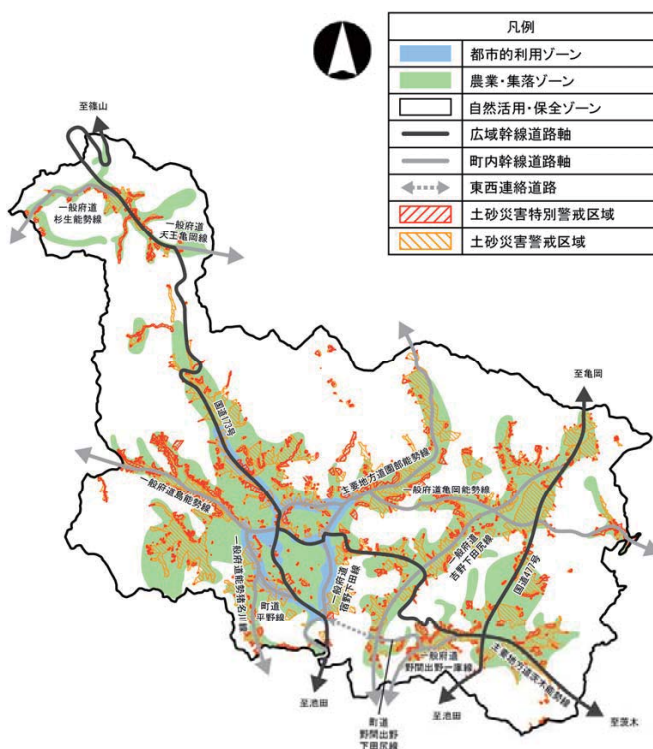 凡例
都市的利用ゾーン
農業・集落ゾーン
自然活用・保全ゾーン
広域幹線道路軸
町内幹線道路軸
東西連絡道路
土砂災害特別警戒区域
土砂災害警戒区域
至篠山
一般府道
杉生能勢線
一般府道
天王亀岡線
至亀岡
国道173号
主要地方道園部能勢線
一般府道島能勢線
一般府道亀岡能勢線
一般府道
吉野下田尻線
国道477号
一般府道能勢猪名川線
町道
平野線
一般府道
宿野下田線
一般府道
野間出野一庫線
主要地方道茨木能勢線
至池田
町道
野間出野
下田尻線
至池田
至茨木